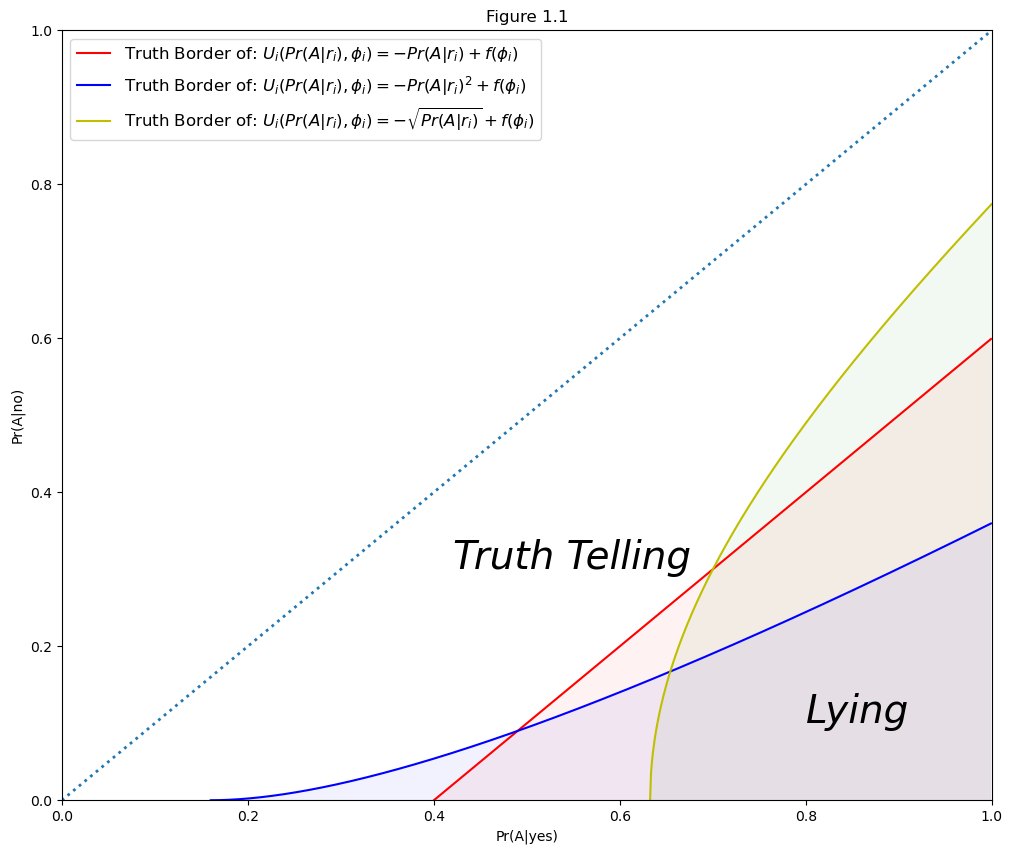 Figure 1.1
Truth Border of: $U_i(Pr(A|r_i), \phi_i) = -Pr(A|r_i) + f(\phi_i)$
Truth Border of: $U_i(Pr(A|r_i), \phi_i) = -Pr(A|r_i)^2 + f(\phi_i)$
Truth Border of: $U_i(Pr(A|r_i), \phi_i) = -\sqrt{Pr(A|r_i)} + f(\phi_i)$
1.0
0.8
0.6
0.4
0.2
0.0
Pr(A|no)
Truth Telling
Lying
0.0 0.2 0.4 0.6 0.8 1.0
Pr(A|yes)